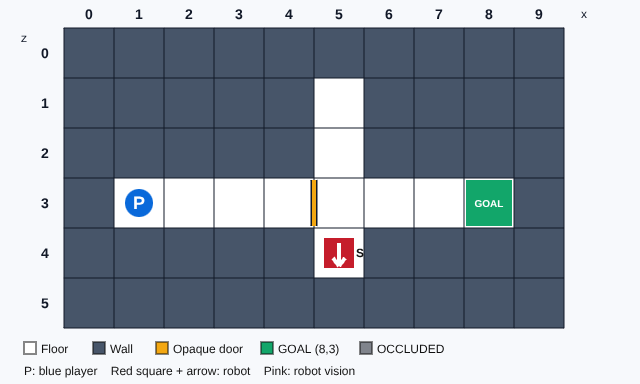 0 1 2 3 4 5 6 7 8 9 x
z
0
1
2
3 P GOAL
4 S
5
Floor Wall Opaque door GOAL (8,3) OCCLUDED
P: blue player Red square + arrow: robot Pink: robot vision